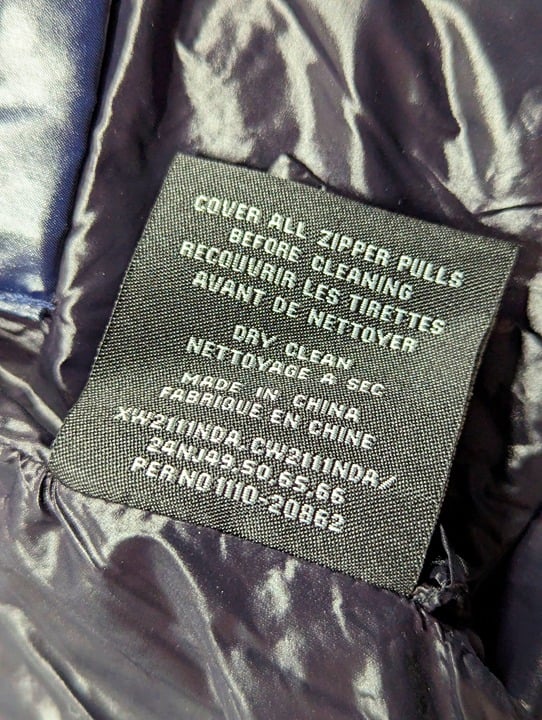 COVER ALL ZIPPER PULLS
BEFORE CLEANING
RECOUVRIR LES TIRETTES
AVANT DE NETTOYER
DRY CLEAN
NETTOYAGE A SEC
MADE IN CHINA
FABRIQUE EN CHINE
XW2111NDA, CW2111NDA/
24NJ49,50,65,66
PER NO 1110-20862